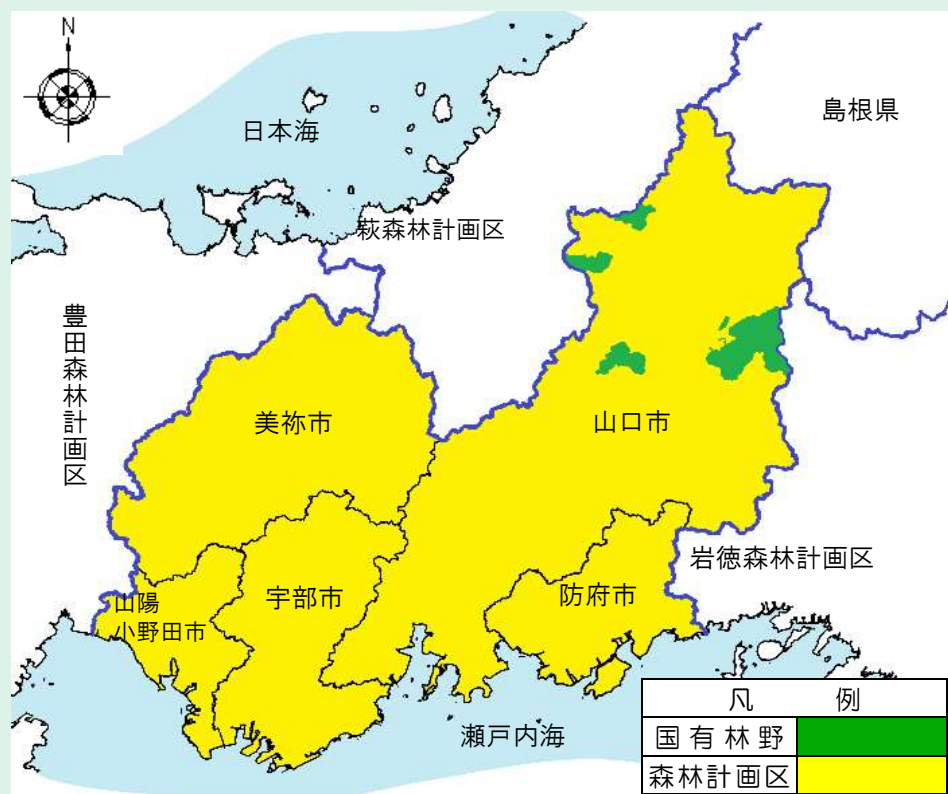 N
島根県
日本海
萩森林計画区
豊田森林計画区
美祢市
山口市
岩徳森林計画区
宇部市
防府市
山陽
小野田市
瀬戸内海
凡 例
国有林野
森林計画区